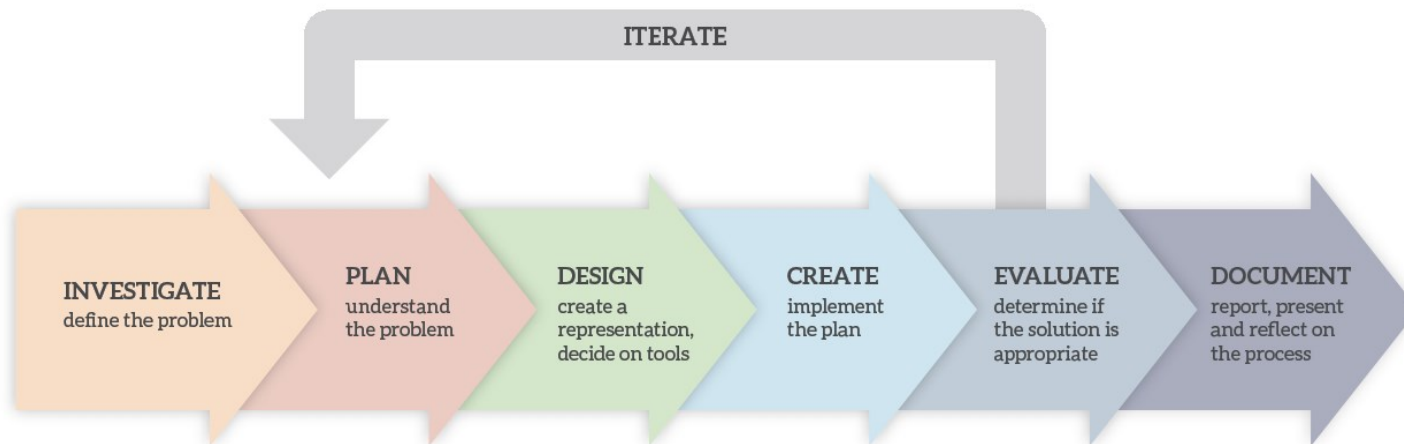 ITERATE
INVESTIGATE
define the problem
PLAN
understand
the problem
DESIGN
create a
representation,
decide on tools
CREATE
implement
the plan
EVALUATE
determine if
the solution is
appropriate
DOCUMENT
report, present
and reflect on
the process